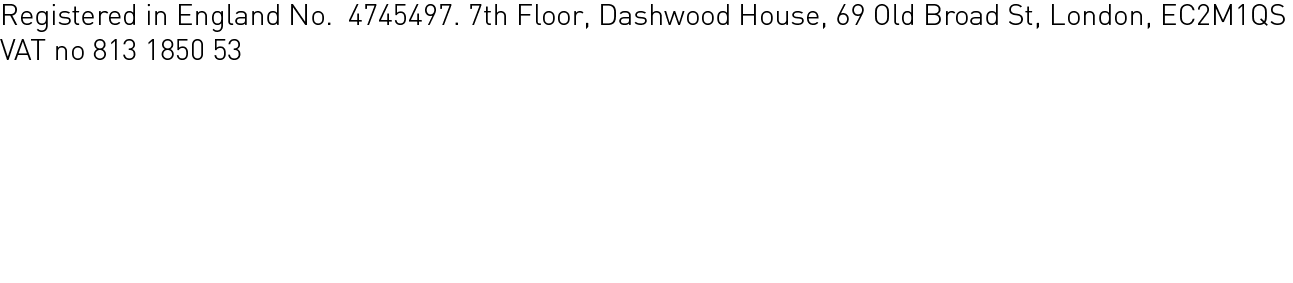 Registered in England No.  4745497. 7th Floor, Dashwood House, 69 Old Broad St, London, EC2M1QS
VAT no 813 1850 53